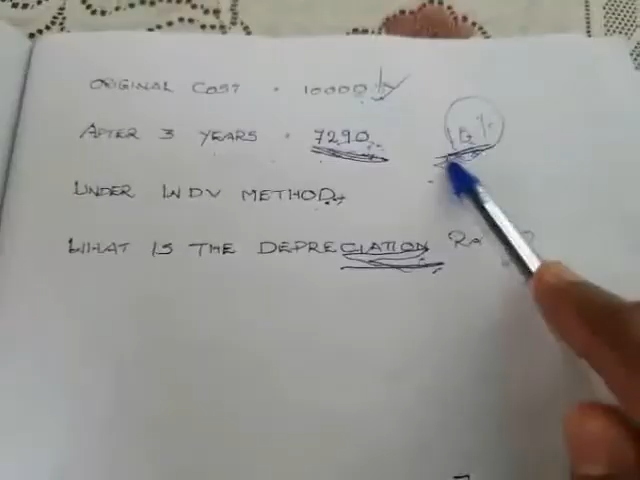 ORIGINAL COST - 10000/-
AFTER 3 YEARS - 7290
UNDER WDV METHOD
WHAT IS THE DEPRECIATION